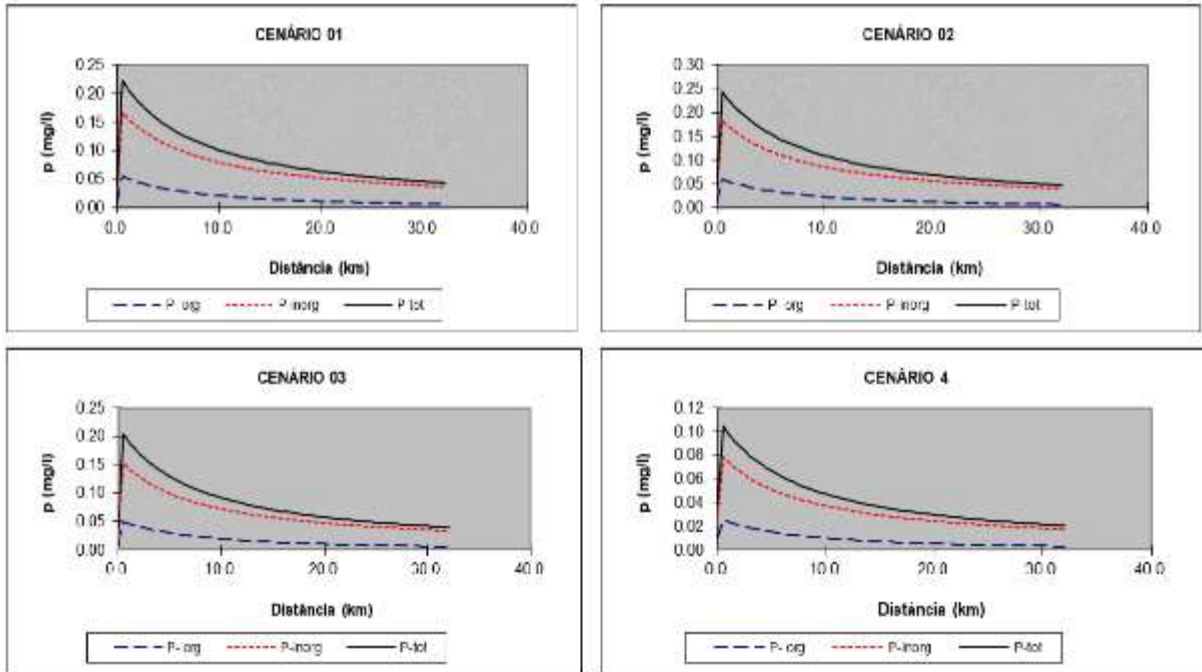 CENÁRIO 01
p (mg/l)
0.25
0.20
0.15
0.10
0.05
0.00
0.0 10.0 20.0 30.0 40.0
Distância (km)
P- org P-inorg P-tot
CENÁRIO 02
p (mg/l)
0.30
0.25
0.20
0.15
0.10
0.05
0.00
0.0 10.0 20.0 30.0 40.0
Distância (km)
P- org P-inorg P-tot
CENÁRIO 03
p (mg/l)
0.25
0.20
0.15
0.10
0.05
0.00
0.0 10.0 20.0 30.0 40.0
Distância (km)
P- org P-inorg P-tot
CENÁRIO 4
p (mg/l)
0.12
0.10
0.08
0.06
0.04
0.02
0.00
0.0 10.0 20.0 30.0 40.0
Distância (km)
P- org P-inorg P-tot